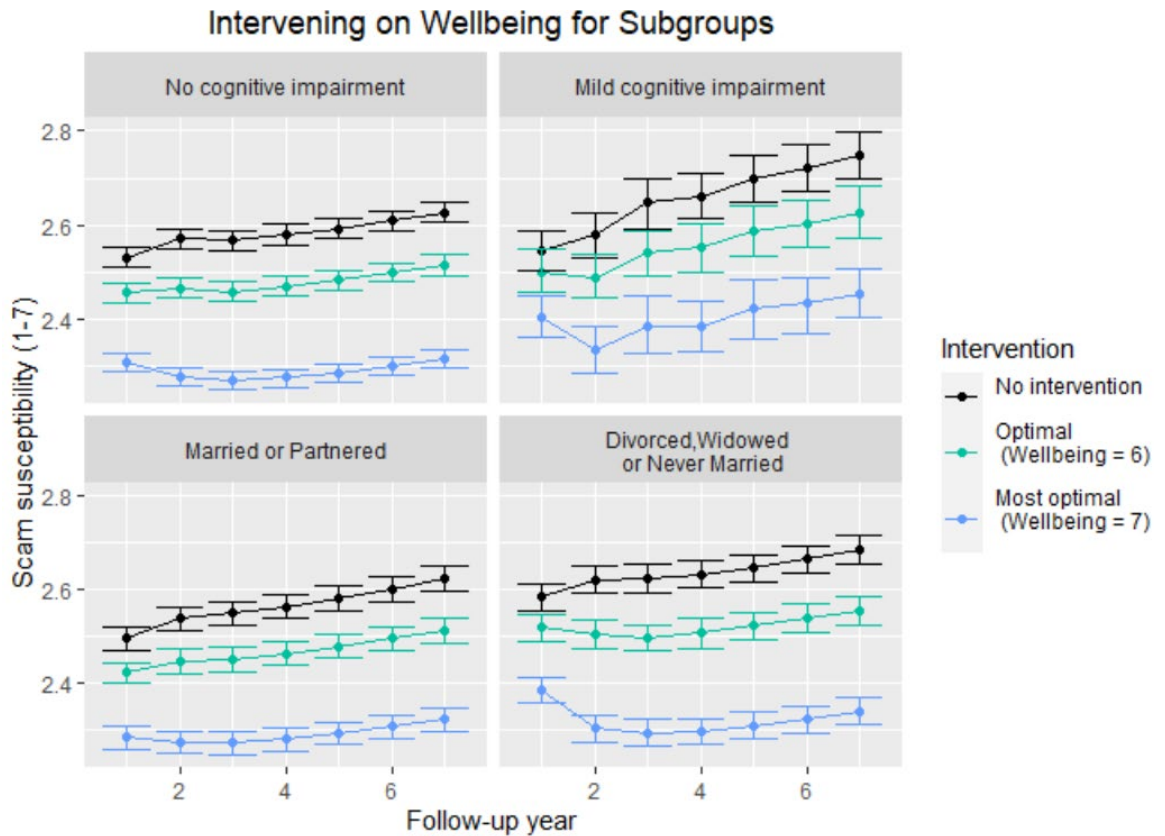 Intervening on Wellbeing for Subgroups
No cognitive impairment
Mild cognitive impairment
2.8
2.6
2.4
Married or Partnered
Divorced,Widowed
or Never Married
2.8
2.6
2.4
2
4
6
2
4
6
Follow-up year
Scam susceptibility (1-7)
Intervention
No intervention
Optimal
(Wellbeing = 6)
Most optimal
(Wellbeing = 7)